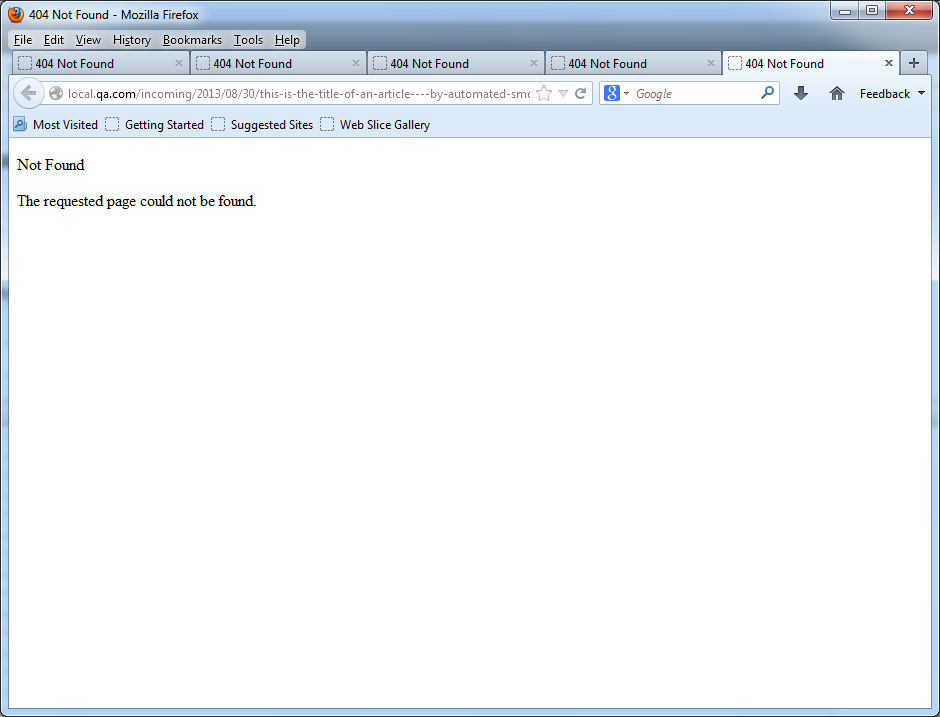 404 Not Found - Mozilla Firefox
File Edit View History Bookmarks Tools Help
404 Not Found 404 Not Found 404 Not Found 404 Not Found 404 Not Found
local.qa.com/incoming/2013/08/30/this-is-the-title-of-an-article----by-automated-smo Google Feedback
Most Visited Getting Started Suggested Sites Web Slice Gallery
Not Found
The requested page could not be found.